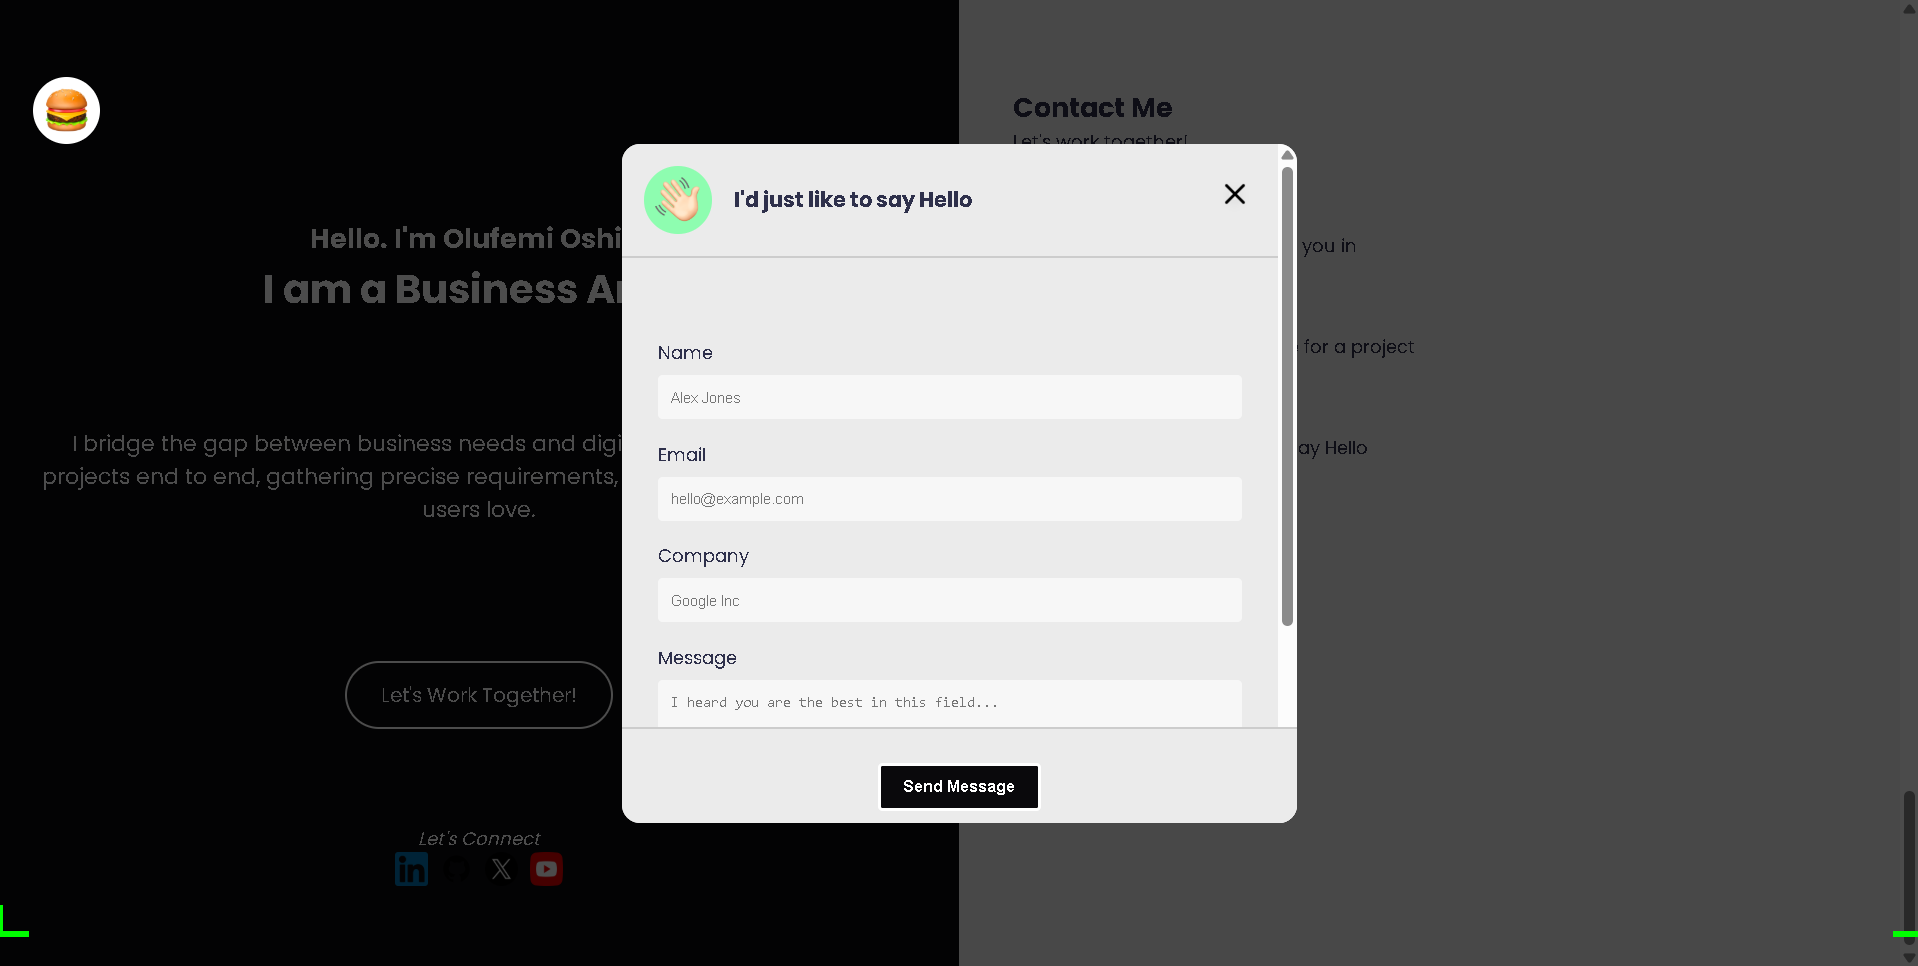 Contact Me
Let's work together!
Hello. I'm Olufemi Oshi
I am a Business
I bridge the gap between business needs and digi
projects end to end, gathering precise requirements,
users love.
Let's Work Together!
Let's Connect
in
X
you in
for a project
ay Hello
I'd just like to say Hello
Name
Alex Jones
Email
hello@example.com
Company
Google Inc
Message
I heard you are the best in this field...
Send Message